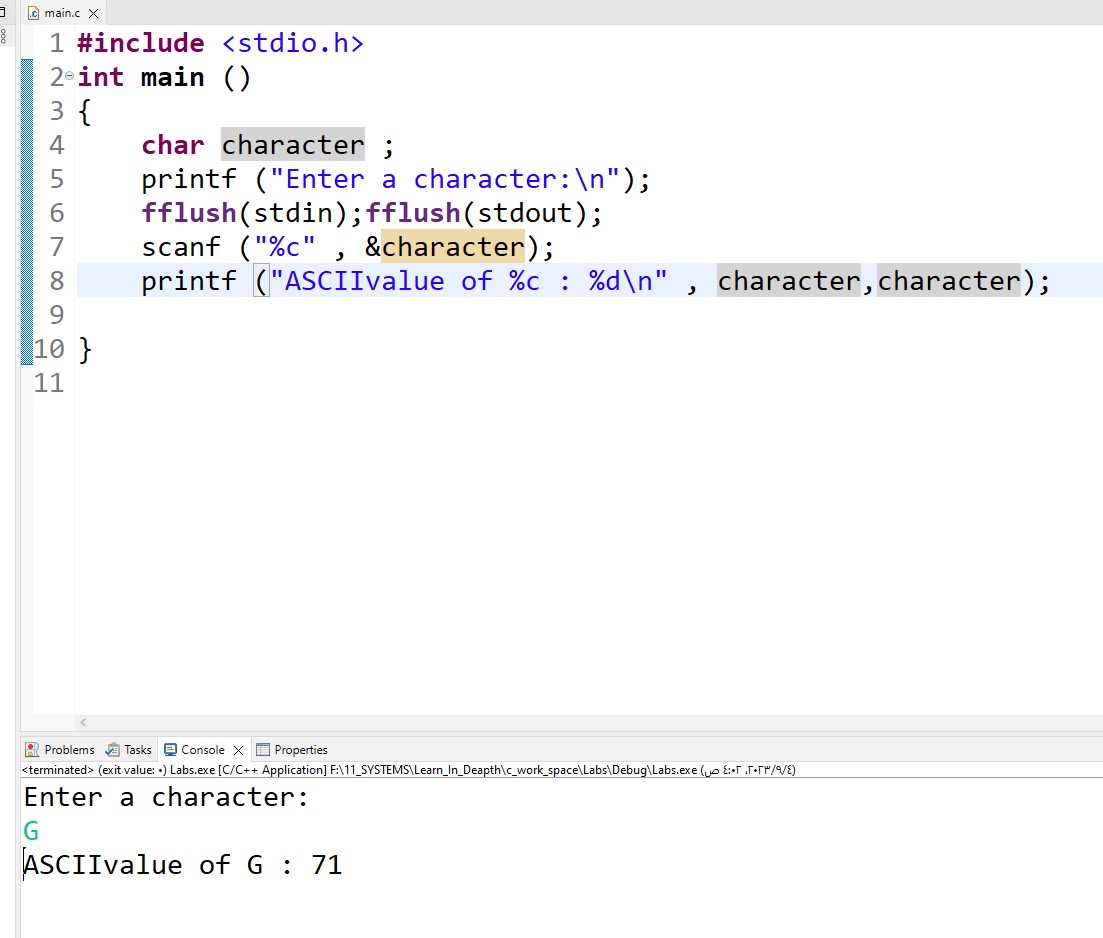 main.c
1 #include <stdio.h>
2 int main ()
3 {
4     char character ;
5     printf ("Enter a character:\n");
6     fflush(stdin);fflush(stdout);
7     scanf ("%c" , &character);
8     printf ("ASCIIvalue of %c : %d\n" , character,character);
9
10 }
11
Problems Tasks Console Properties
<terminated> (exit value: ٠) Labs.exe [C/C++ Application] F:\11_SYSTEMS\Learn_In_Deapth\c_work_space\Labs\Debug\Labs.exe (٢٠٢٣/٩/٤، ٤:٠٢ ص)
Enter a character:
G
ASCIIvalue of G : 71